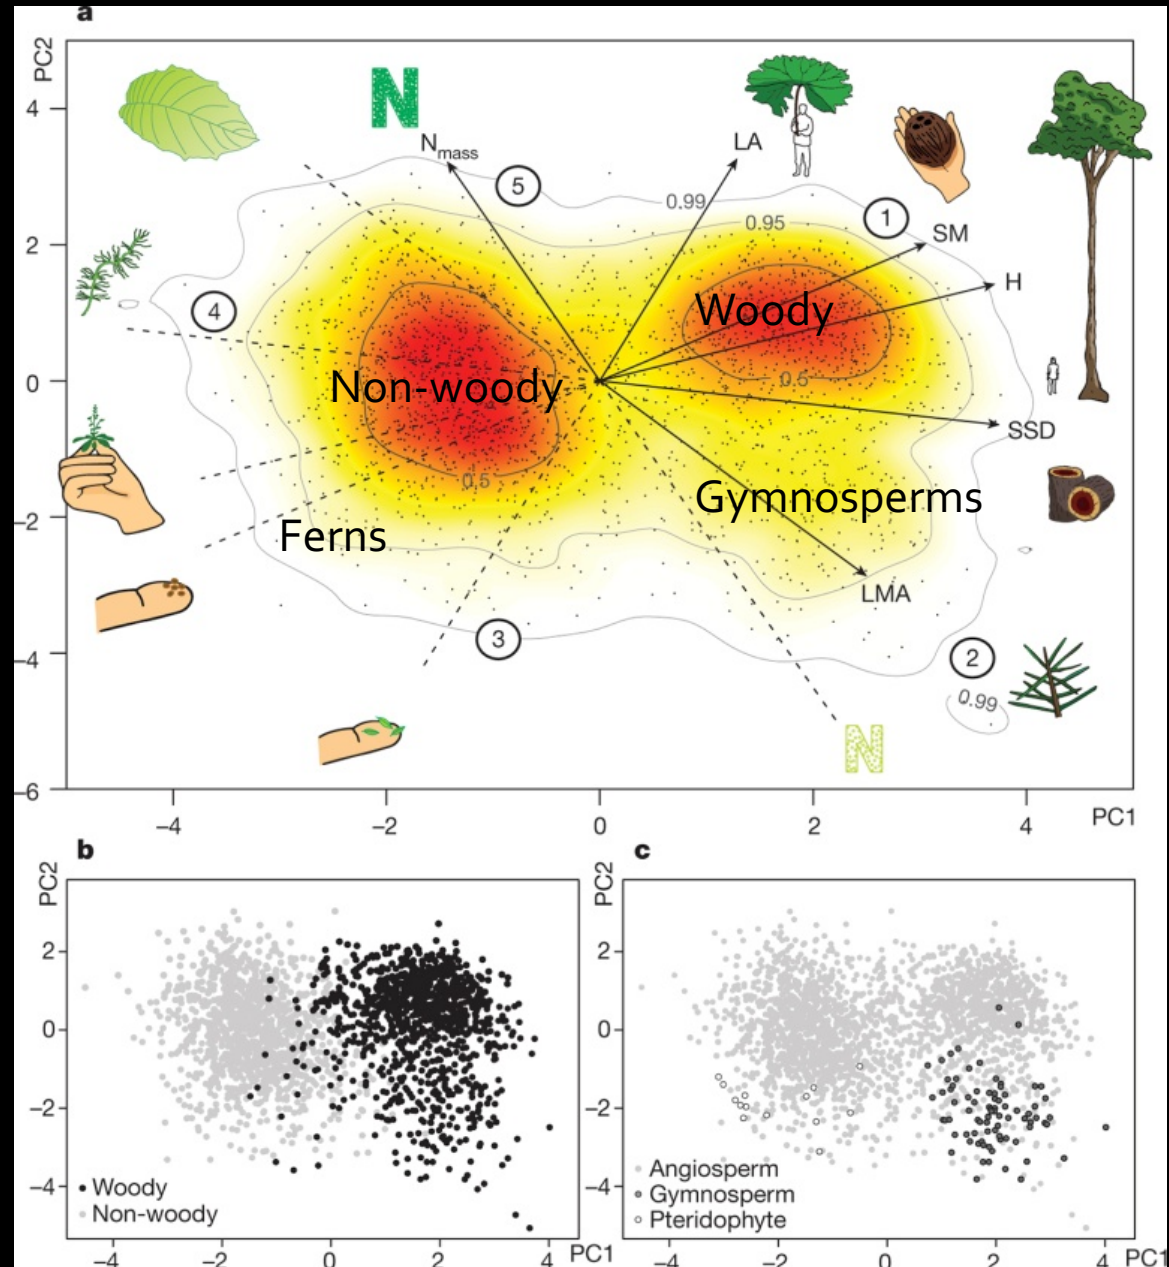 a
PC2
4
2
0
−2
−4
−6
N
N
mass
LA
5
0.99
0.95
1
SM
H
4
Woody
Non-woody
0.5
0.5
SSD
Gymnosperms
Ferns
LMA
3
2
0.99
N
−4
−2
0
2
4
PC1
b
PC2
2
0
−2
−4
Woody
Non-woody
−4
−2
0
2
4
PC1
c
PC2
2
0
−2
−4
Angiosperm
Gymnosperm
Pteridophyte
−4
−2
0
2
4
PC1